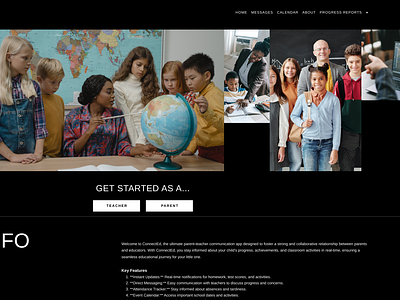 HOME MESSAGES CALENDAR ABOUT PROGRESS REPORTS
GET STARTED AS A...
TEACHER PARENT
FO
Welcome to ConnectEd, the ultimate parent-teacher communication app designed to foster a strong and collaborative relationship between parents
and educators. With ConnectEd, you stay informed about your child's progress, achievements, and classroom activities in real-time, ensuring a
seamless educational journey for your little one.
Key Features
1. **Instant Updates:** Real-time notifications for homework, test scores, and activities.
2. **Direct Messaging:** Easy communication with teachers to discuss progress and concerns.
3. **Attendance Tracker:** Stay informed about absences and tardiness.
4. **Event Calendar:** Access important school dates and activities.